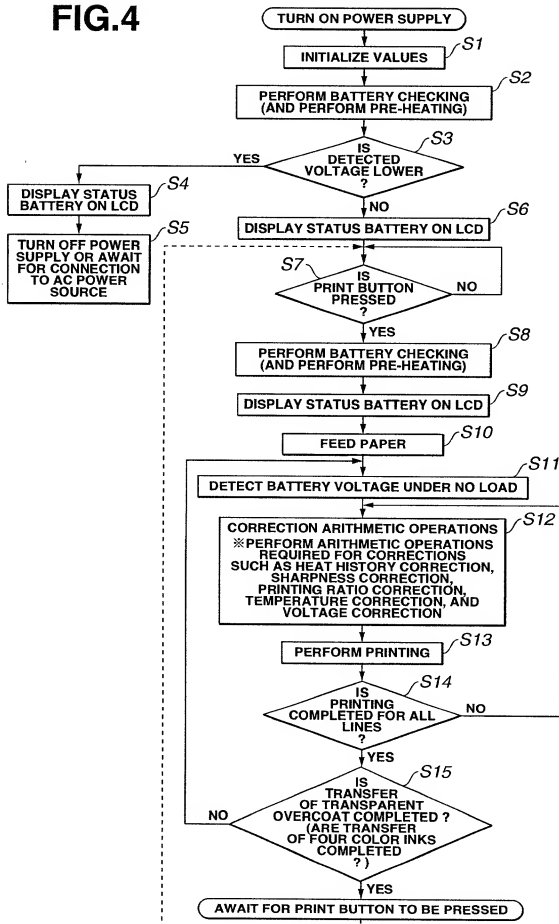 FIG.4
TURN ON POWER SUPPLY
S1
INITIALIZE VALUES
S2
PERFORM BATTERY CHECKING
(AND PERFORM PRE-HEATING)
S3
IS
DETECTED
VOLTAGE LOWER
?
YES
NO
S4
DISPLAY STATUS
BATTERY ON LCD
S5
TURN OFF POWER
SUPPLY OR AWAIT
FOR CONNECTION
TO AC POWER
SOURCE
S6
DISPLAY STATUS BATTERY ON LCD
S7
IS
PRINT BUTTON
PRESSED
?
NO
YES
S8
PERFORM BATTERY CHECKING
(AND PERFORM PRE-HEATING)
S9
DISPLAY STATUS BATTERY ON LCD
S10
FEED PAPER
S11
DETECT BATTERY VOLTAGE UNDER NO LOAD
S12
CORRECTION ARITHMETIC OPERATIONS
※PERFORM ARITHMETIC OPERATIONS
REQUIRED FOR CORRECTIONS
SUCH AS HEAT HISTORY CORRECTION,
SHARPNESS CORRECTION,
PRINTING RATIO CORRECTION,
TEMPERATURE CORRECTION, AND
VOLTAGE CORRECTION
S13
PERFORM PRINTING
S14
IS
PRINTING
COMPLETED FOR ALL
LINES
?
NO
YES
S15
IS
TRANSFER
OF TRANSPARENT
OVERCOAT COMPLETED ?
(ARE TRANSFER
OF FOUR COLOR INKS
COMPLETED
?)
NO
YES
AWAIT FOR PRINT BUTTON TO BE PRESSED